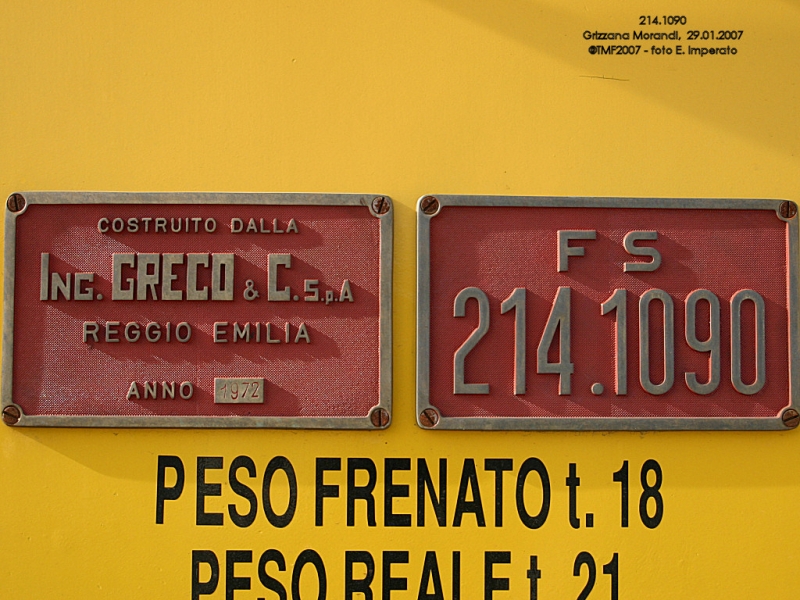 214.1090
Grizzana Morandi, 29.01.2007
©TMF2007 - foto E. Imperato
COSTRUITO DALLA
ING. GRECO & C. S.p.A
REGGIO EMILIA
ANNO 1972
FS
214.1090
PESO FRENATO t. 18
PESO REALE t. 21